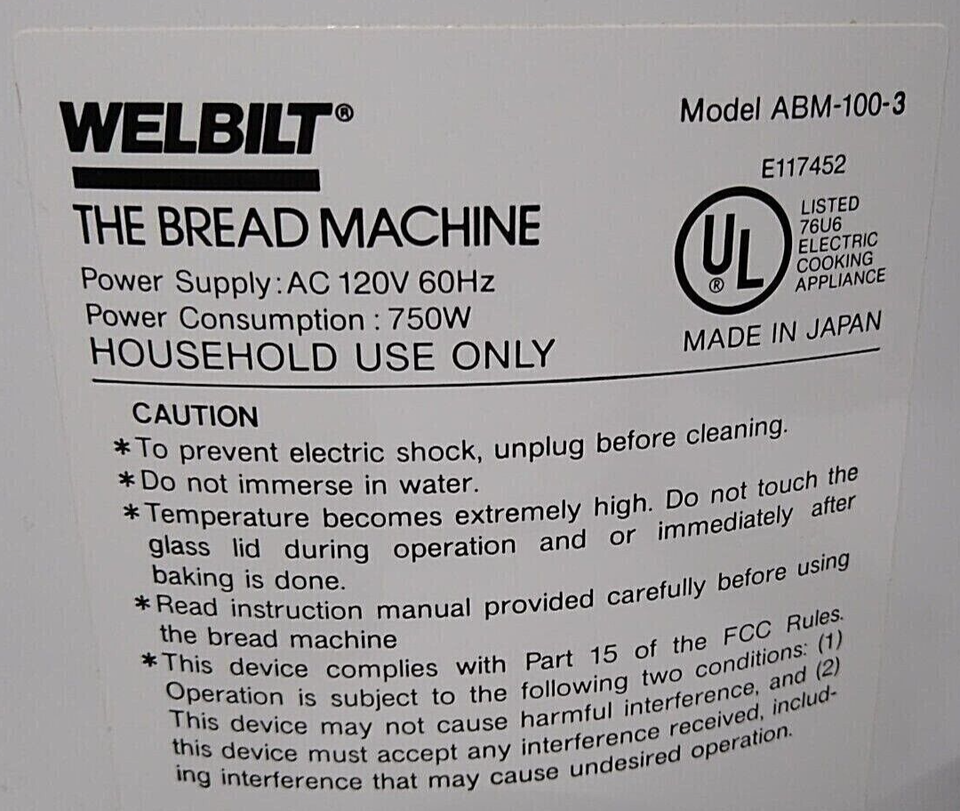 WELBILT®
Model ABM-100-3
E117452
THE BREAD MACHINE
UL®
LISTED
76U6
ELECTRIC
COOKING
APPLIANCE
Power Supply : AC 120V 60Hz
Power Consumption : 750W
MADE IN JAPAN
HOUSEHOLD USE ONLY
CAUTION
*To prevent electric shock, unplug before cleaning.
*Do not immerse in water.
*Temperature becomes extremely high. Do not touch the
glass lid during operation and or immediately after
baking is done.
*Read instruction manual provided carefully before using
the bread machine
*This device complies with Part 15 of the FCC Rules.
Operation is subject to the following two conditions: (1)
This device may not cause harmful interference, and (2)
this device must accept any interference received, includ-
ing interference that may cause undesired operation.